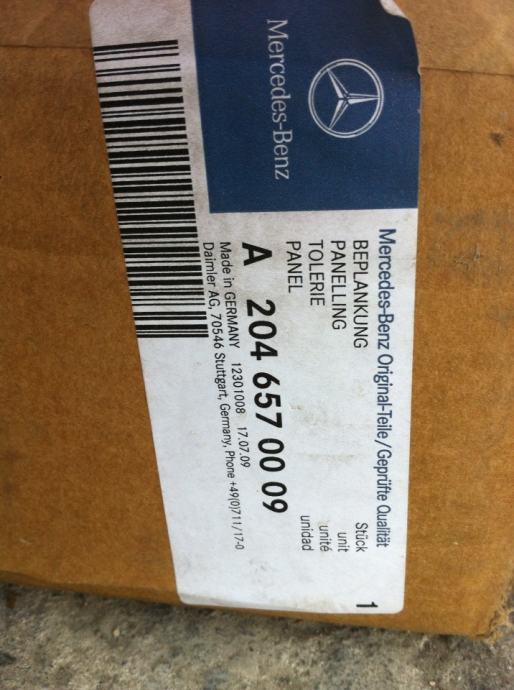 Mercedes-Benz
Mercedes-Benz Original-Teile/Geprüfte Qualität
BEPLANKUNG
PANELLING
TOLERIE
PANEL
Stück
unit
unité
unidad
1
A 204 657 00 09
Made in GERMANY 12301008 17.07.09
Daimler AG, 70546 Stuttgart, Germany, Phone +49(0)711/17-0